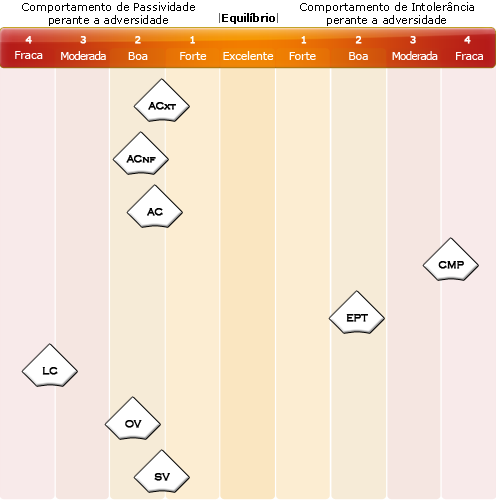 Comportamento de Passividade
perante a adversidade
|Equilíbrio|
Comportamento de Intolerância
perante a adversidade
4 3 2 1 1 2 3 4
Fraca Moderada Boa Forte Excelente Forte Boa Moderada Fraca
ACXT
ACNF
AC
CMP
EPT
LC
OV
SV